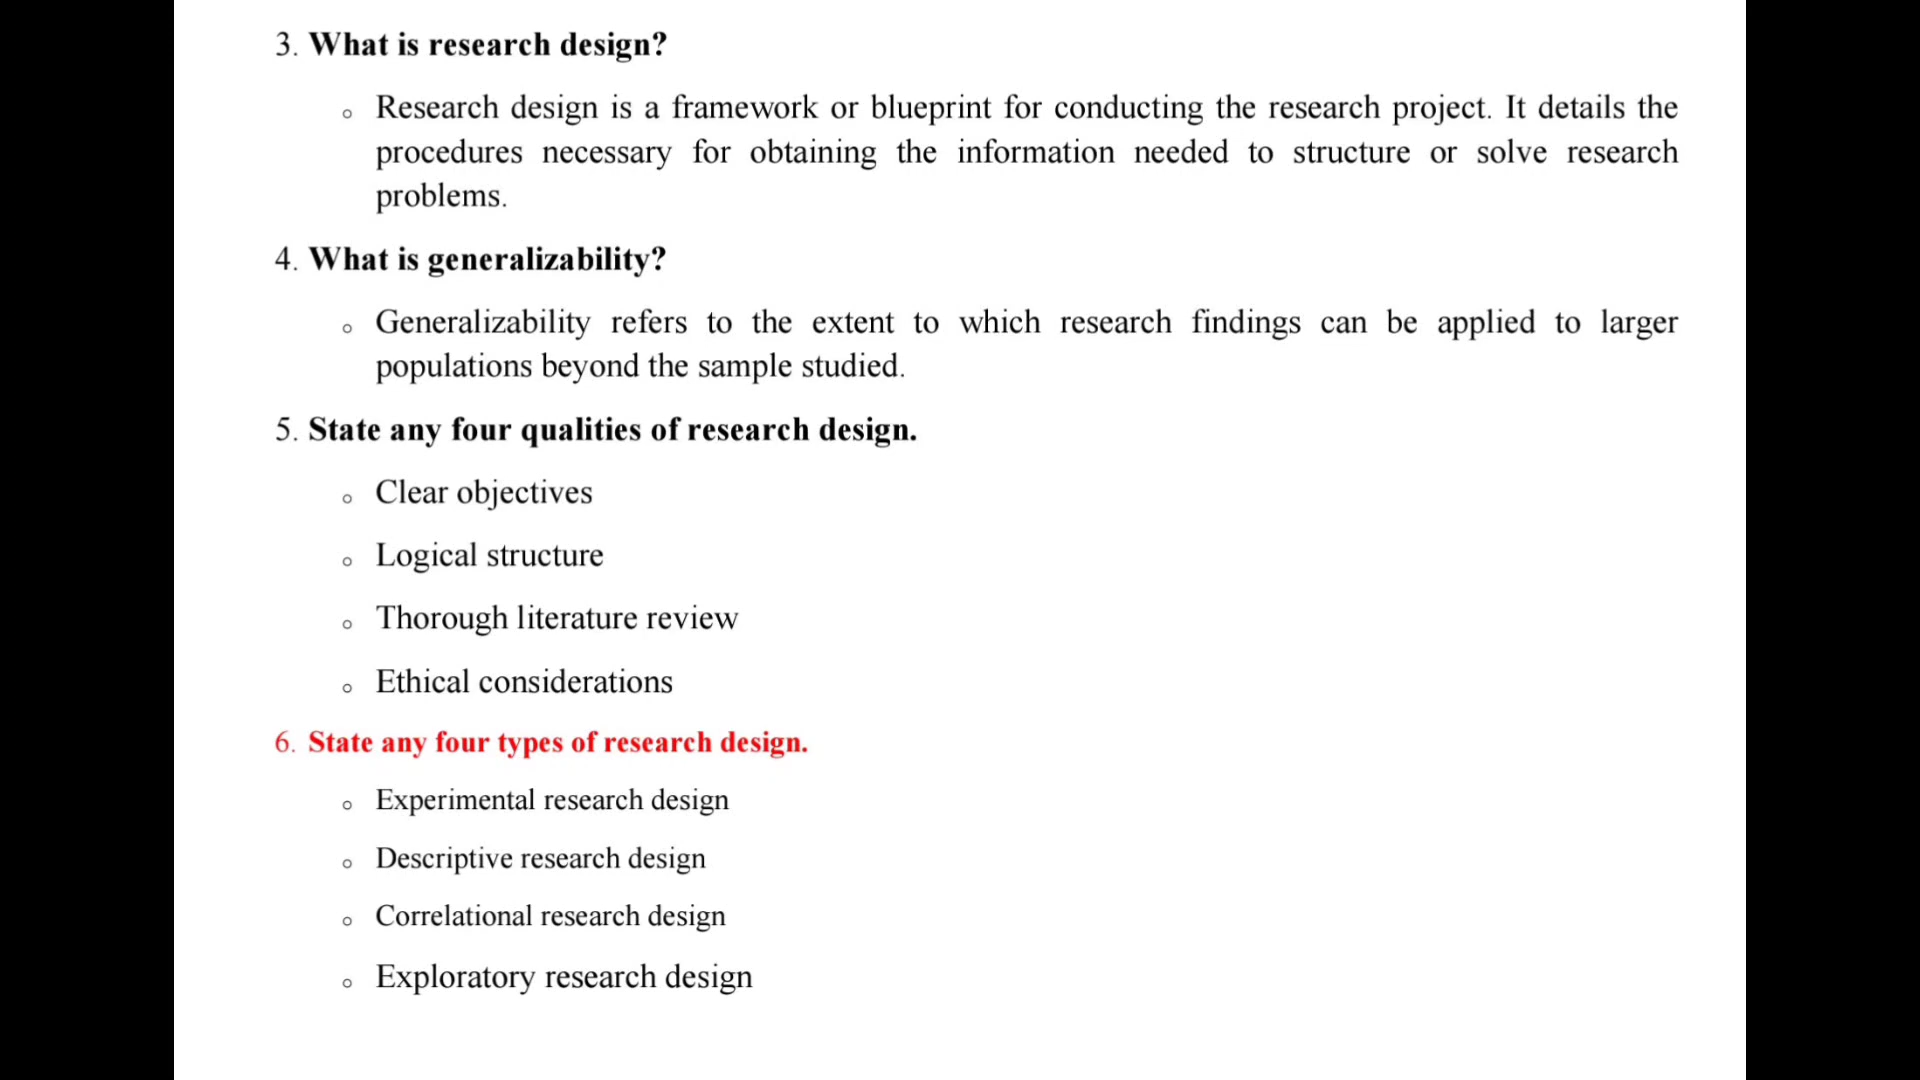 3. What is research design?
○ Research design is a framework or blueprint for conducting the research project. It details the
procedures necessary for obtaining the information needed to structure or solve research
problems.
4. What is generalizability?
○ Generalizability refers to the extent to which research findings can be applied to larger
populations beyond the sample studied.
5. State any four qualities of research design.
○ Clear objectives
○ Logical structure
○ Thorough literature review
○ Ethical considerations
6. State any four types of research design.
○ Experimental research design
○ Descriptive research design
○ Correlational research design
○ Exploratory research design